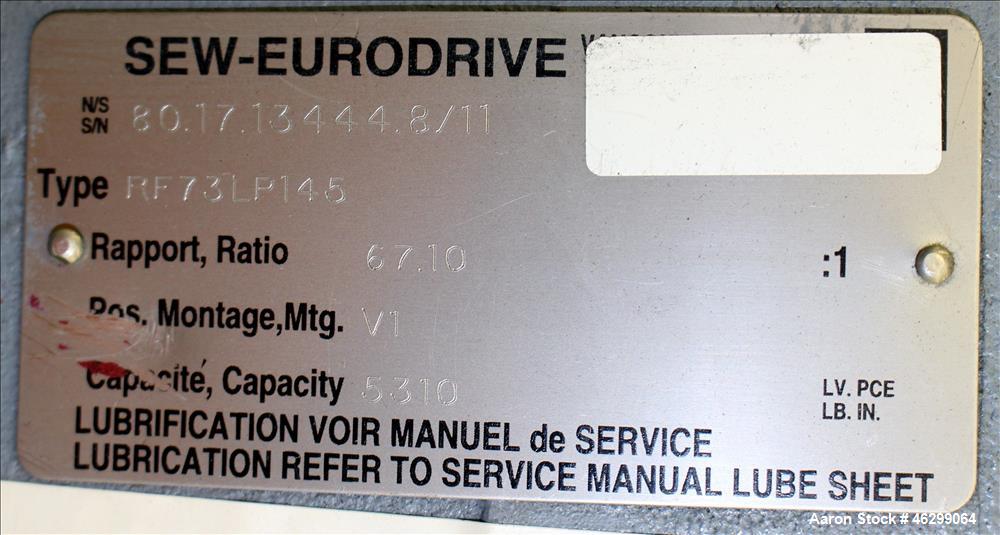 SEW-EURODRIVE
N/S
S/N 80.17.13444.8/11
Type RF73LP145
Rapport, Ratio 67.10 :1
Pos. Montage,Mtg. V1
Capacité, Capacity 5310 LV. PCE
LB. IN.
LUBRIFICATION VOIR MANUEL de SERVICE
LUBRICATION REFER TO SERVICE MANUAL LUBE SHEET
Aaron Stock # 46299064